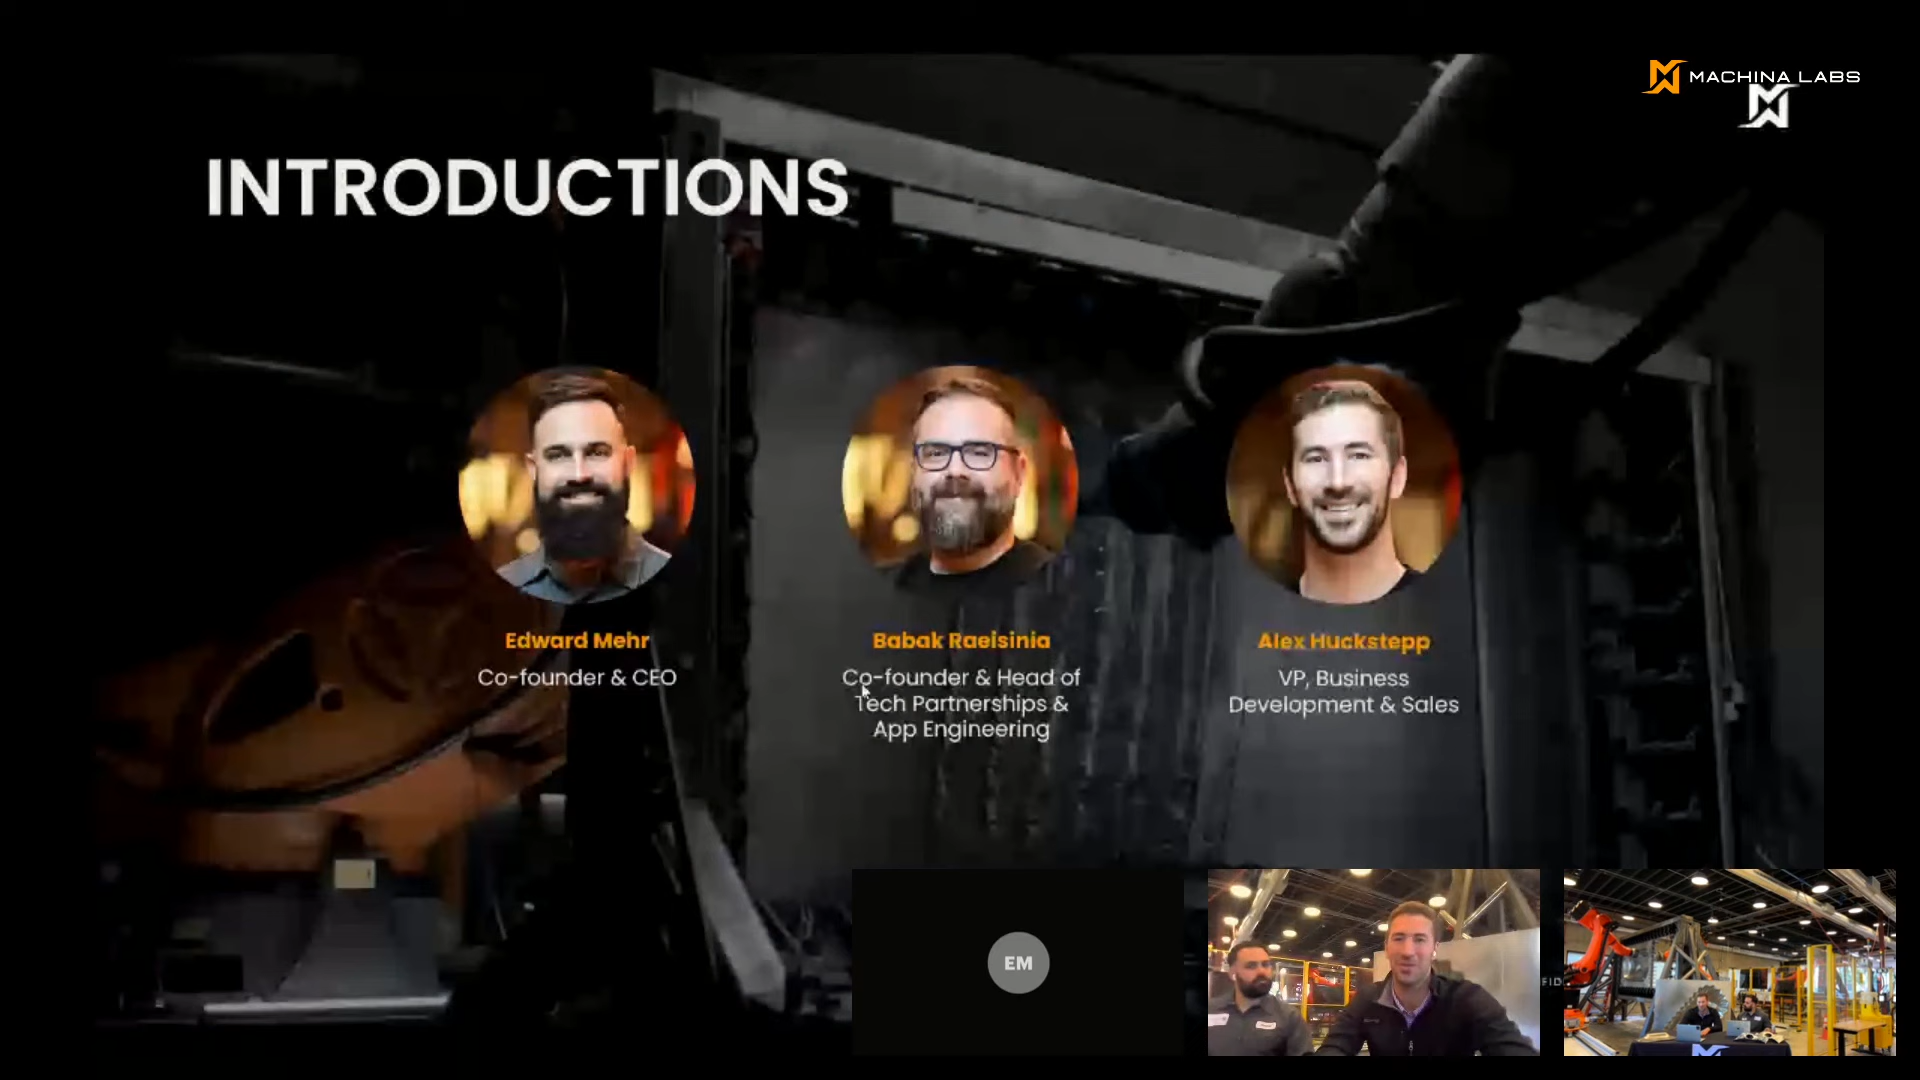 MACHINA LABS
INTRODUCTIONS
Edward Mehr
Co-founder & CEO
Babak Raeisinia
Co-founder & Head of
Tech Partnerships &
App Engineering
Alex Huckstepp
VP, Business
Development & Sales
EM
FID